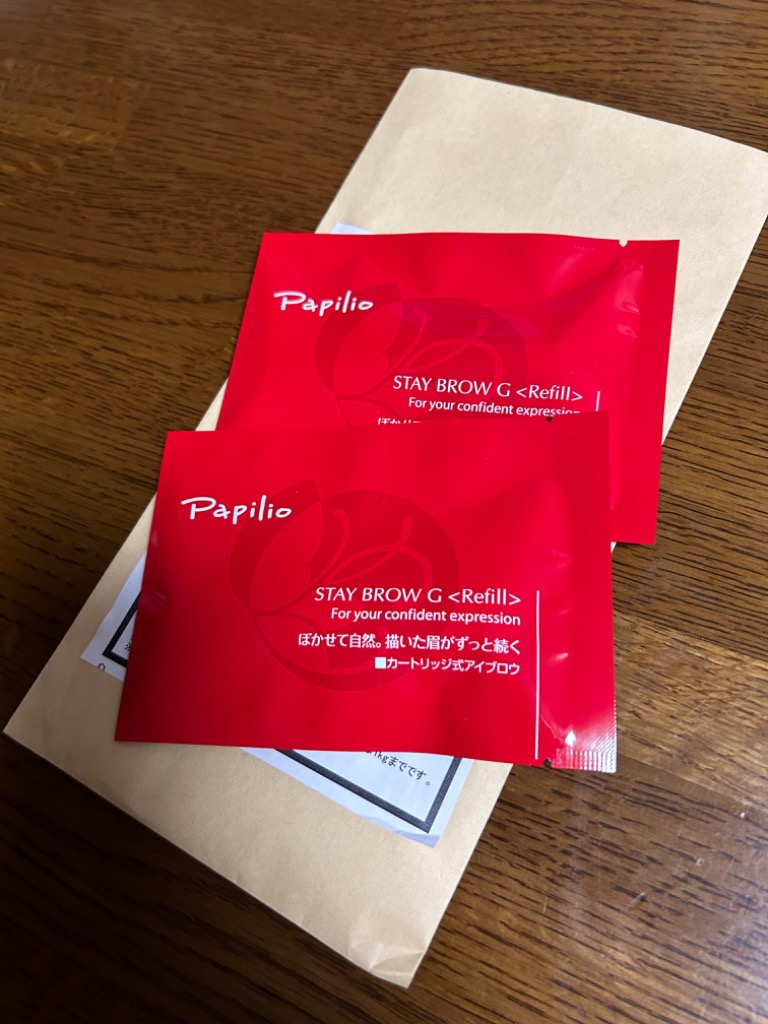 Papilio
STAY BROW G <Refill>
For your confident expression
Papilio
STAY BROW G <Refill>
For your confident expression
ぼかせて自然。描いた眉がずっと続く
■カートリッジ式アイブロウ
1kgまでです。